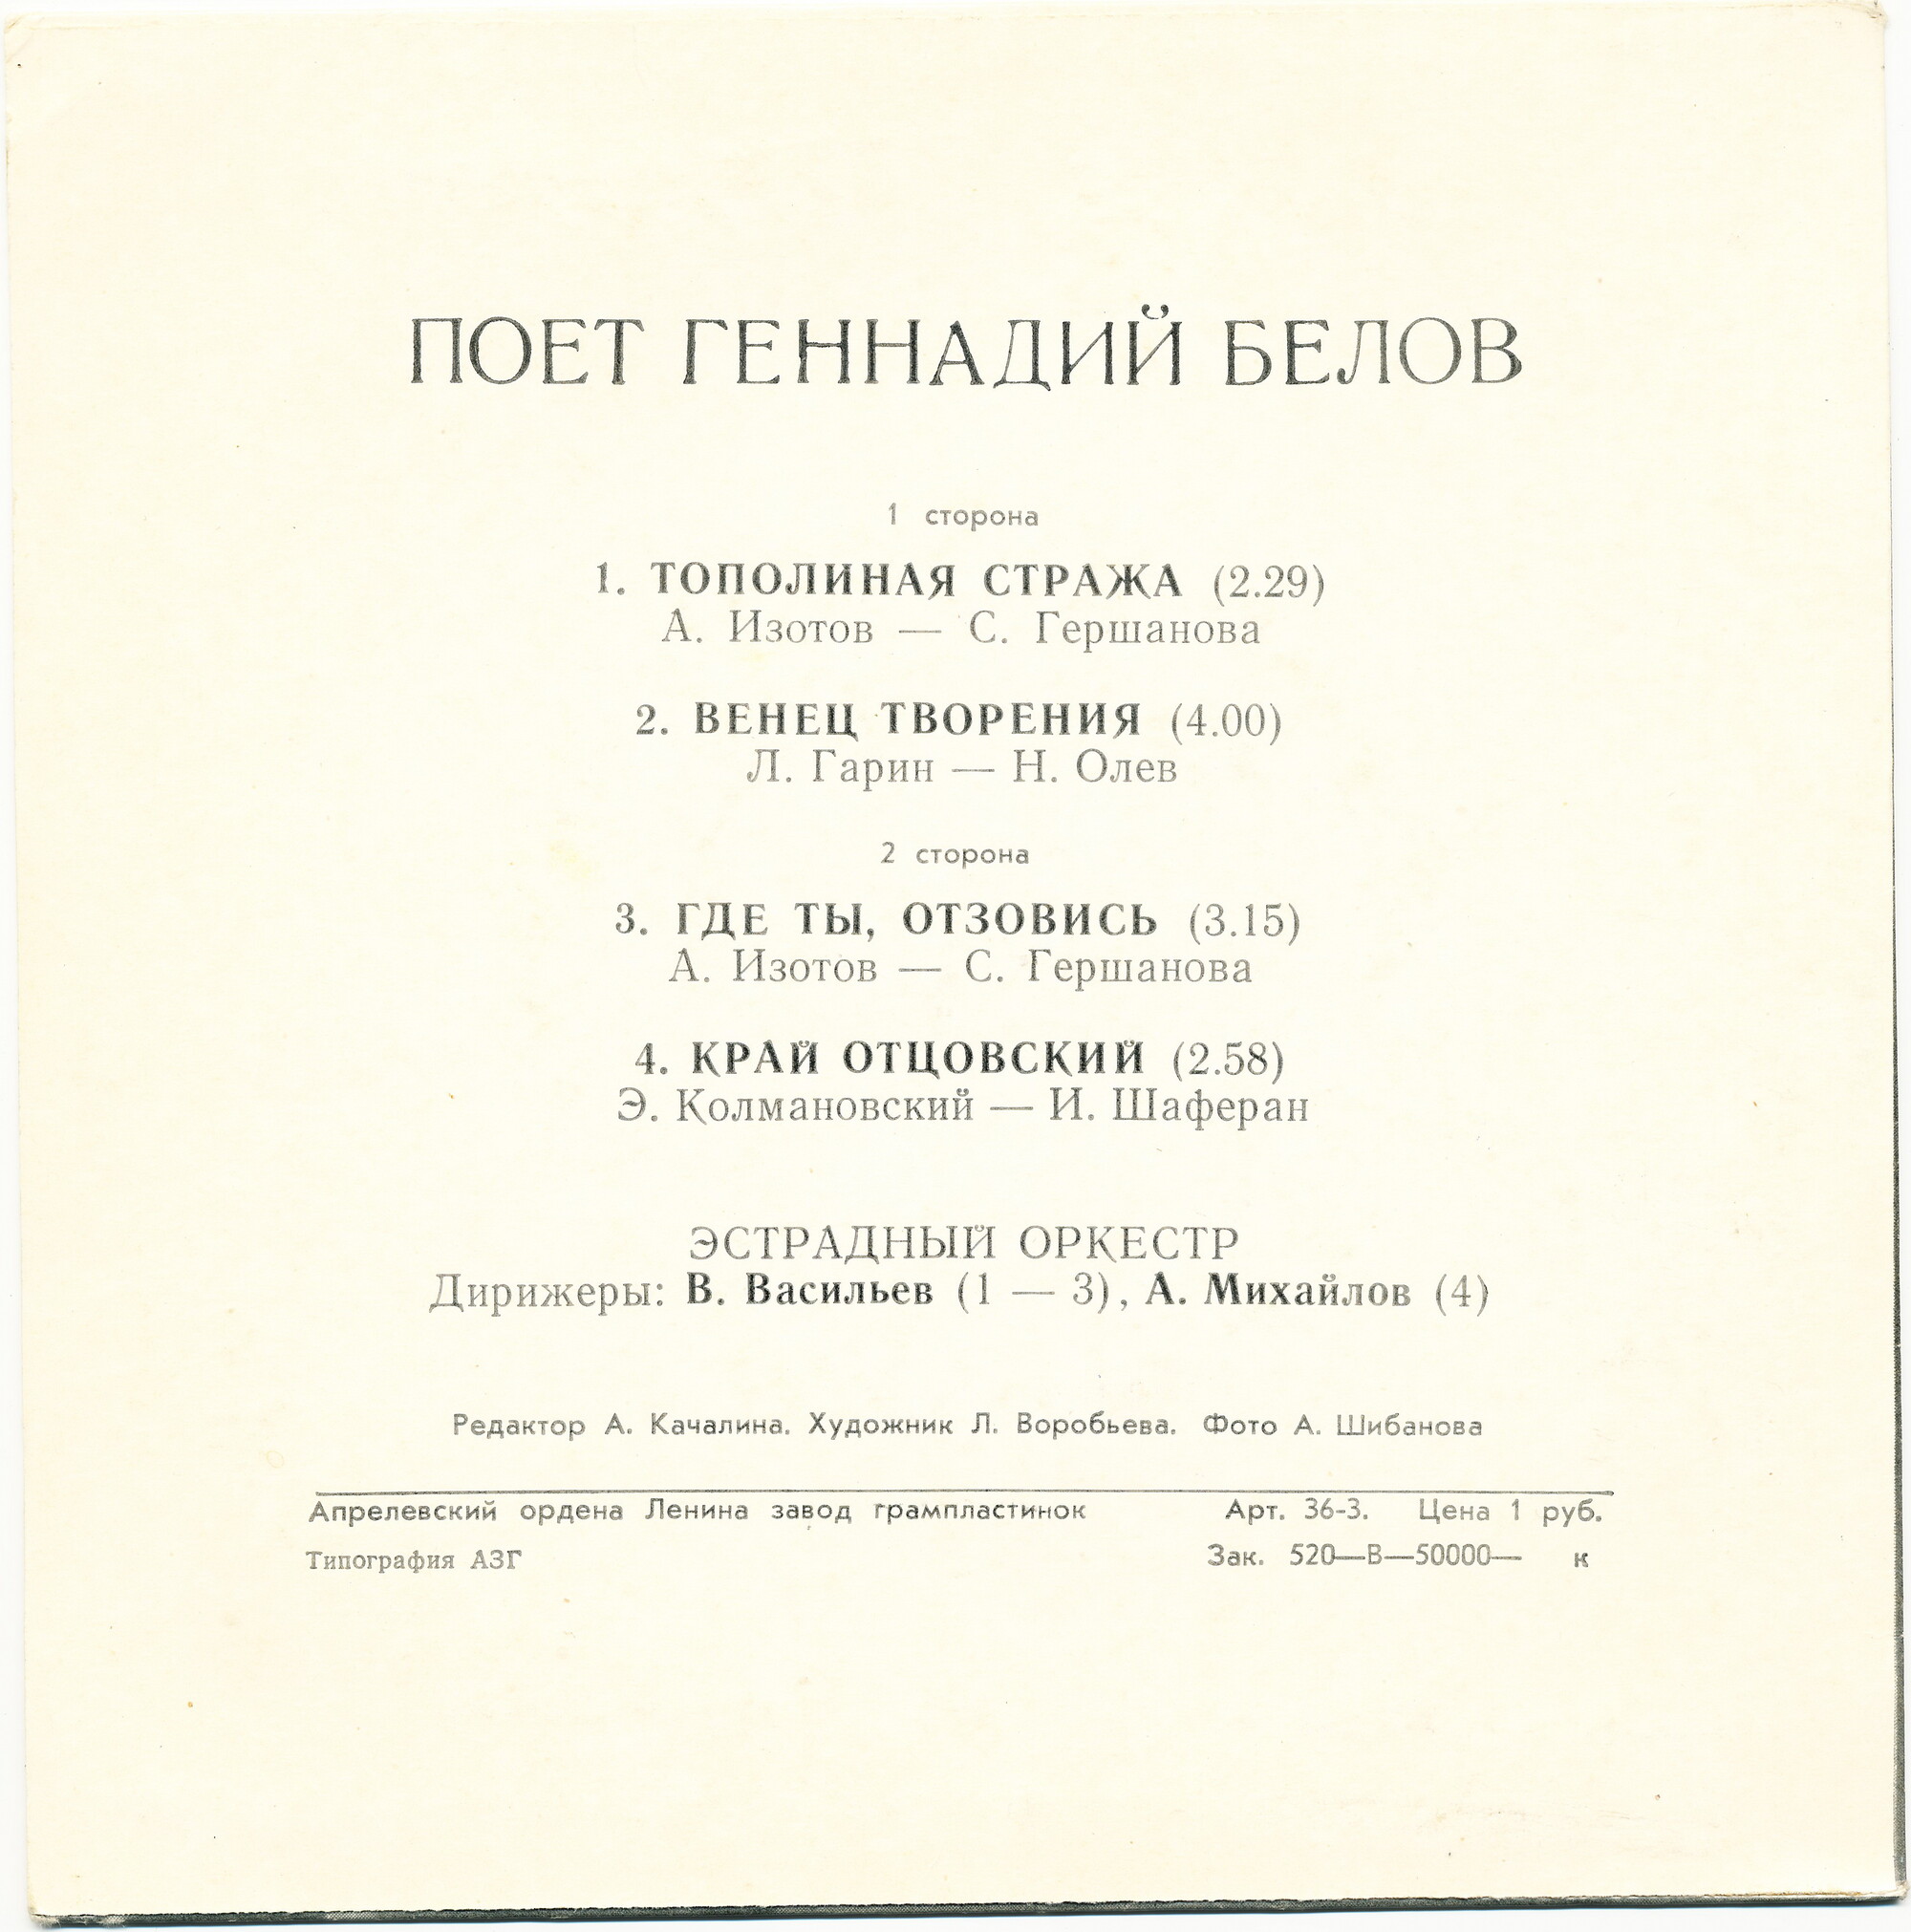 ПОЕТ ГЕННАДИЙ БЕЛОВ
1 сторона
1. ТОПОЛИНАЯ СТРАЖА (2.29)
А. Изотов — С. Гершанова
2. ВЕНЕЦ ТВОРЕНИЯ (4.00)
Л. Гарин — Н. Олев
2 сторона
3. ГДЕ ТЫ, ОТЗОВИСЬ (3.15)
А. Изотов — С. Гершанова
4. КРАЙ ОТЦОВСКИЙ (2.58)
Э. Колмановский — И. Шаферан
ЭСТРАДНЫЙ ОРКЕСТР
Дирижеры: В. Васильев (1 — 3), А. Михайлов (4)
Редактор А. Качалина. Художник Л. Воробьева. Фото А. Шибанова
Апрелевский ордена Ленина завод грампластинок Арт. 36-3. Цена 1 руб.
Типография АЗГ Зак. 520—В—50000— к